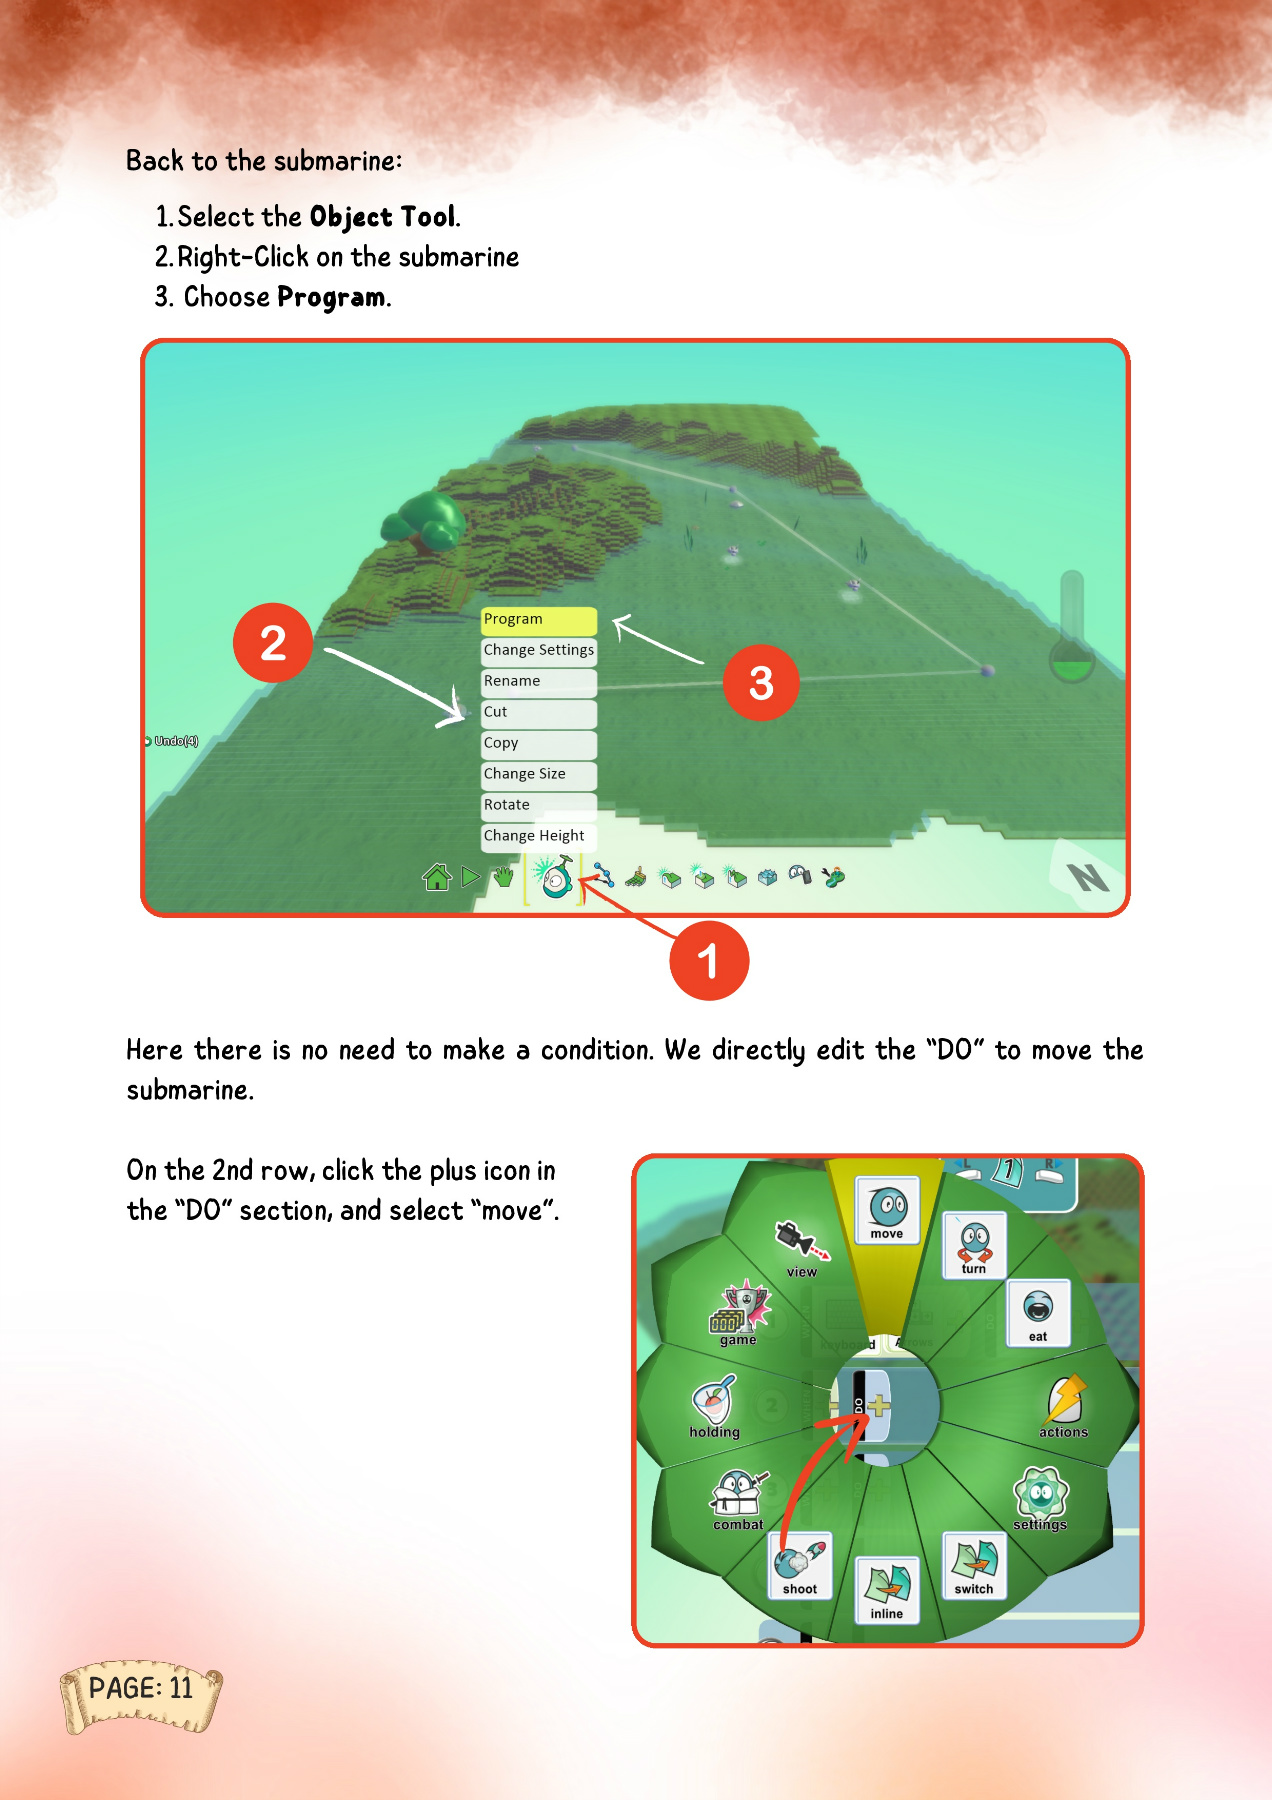 Back to the submarine:
1. Select the Object Tool.
2. Right-Click on the submarine
3. Choose Program.
Program
Change Settings
Rename
Cut
Copy
Change Size
Rotate
Change Height
2
3
Undo(4)
N
1
Here there is no need to make a condition. We directly edit the “DO” to move the
submarine.
On the 2nd row, click the plus icon in
the “DO” section, and select “move”.
L 1 R
move
turn
view
eat
game
holding
DO
actions
combat
settings
shoot
switch
inline
PAGE: 11